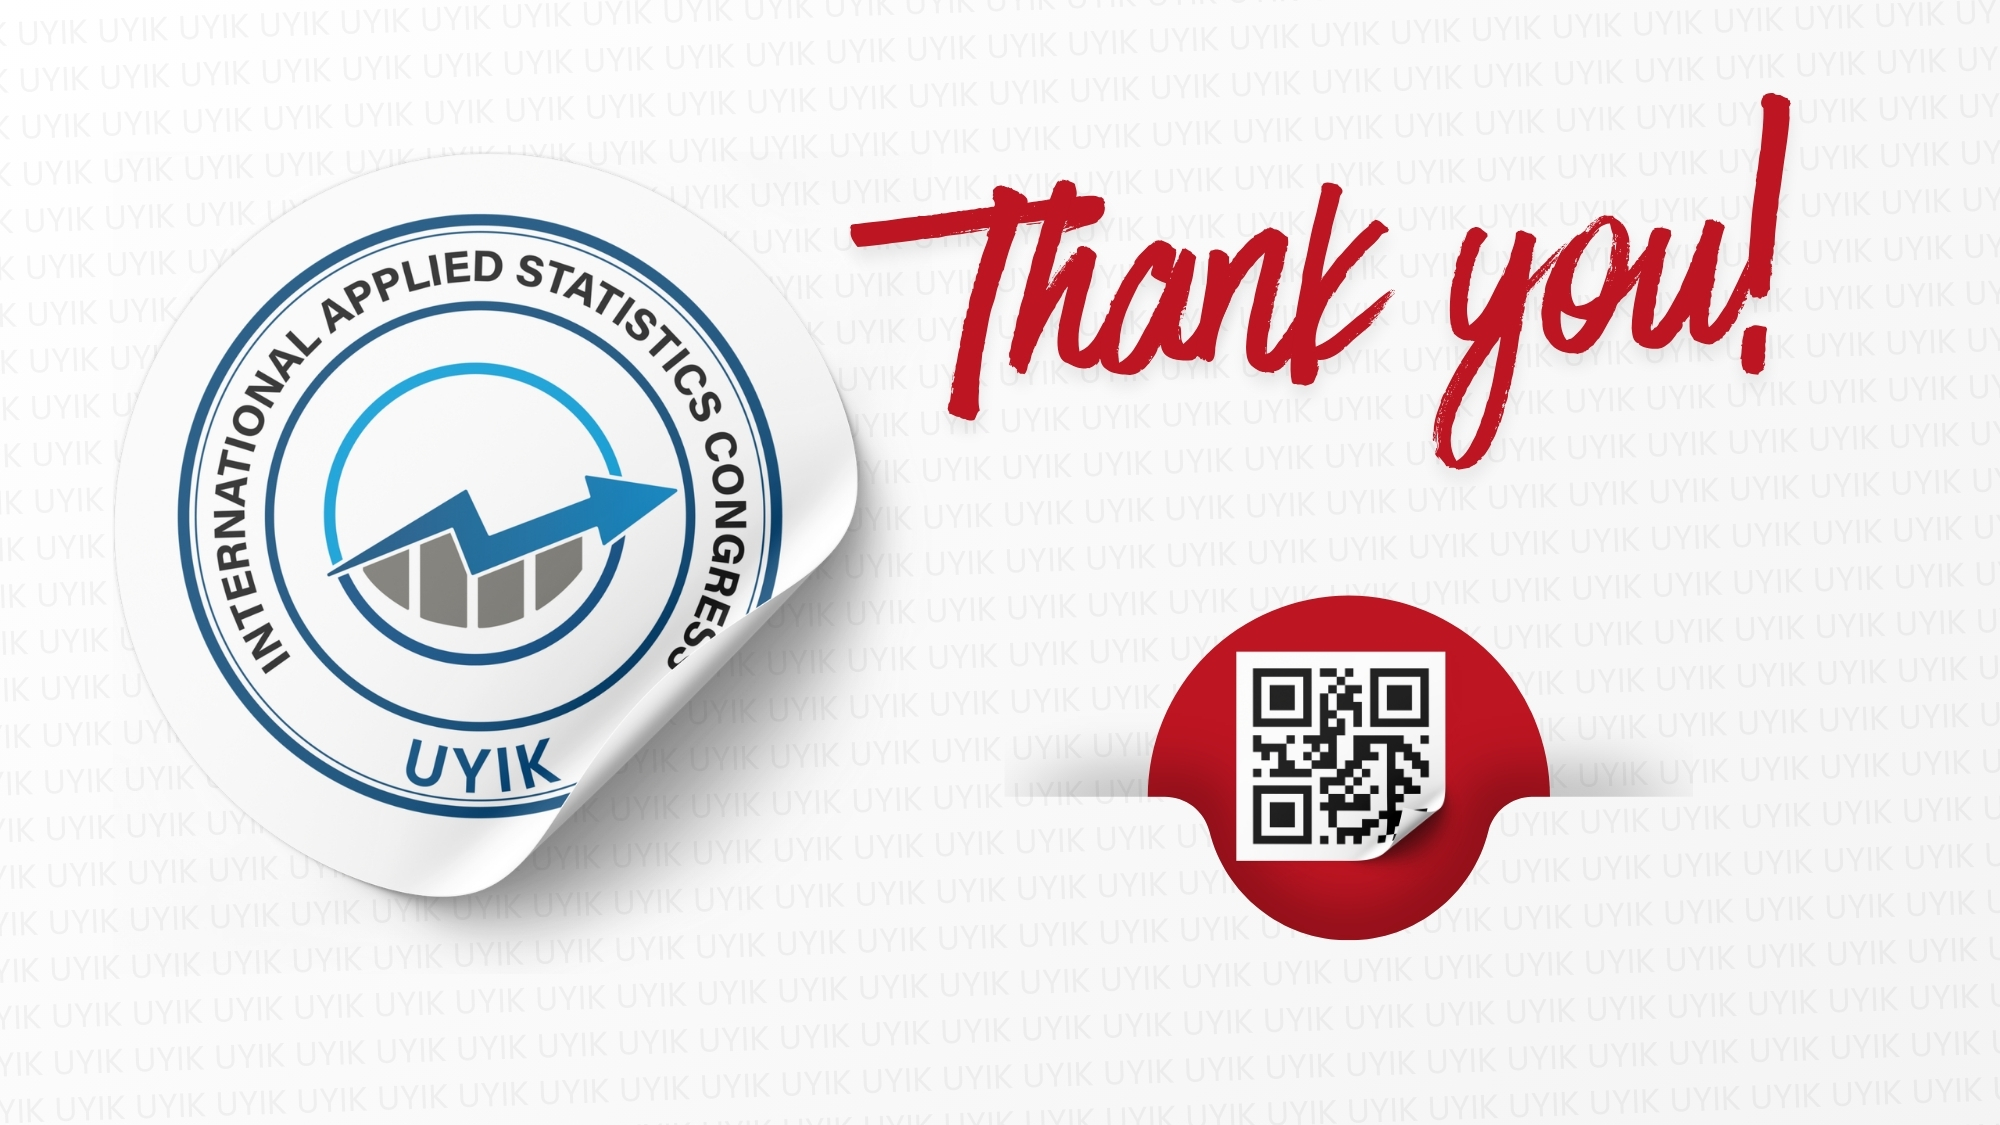 INTERNATIONAL APPLIED STATISTICS CONGRESS
UYIK
Thank you!